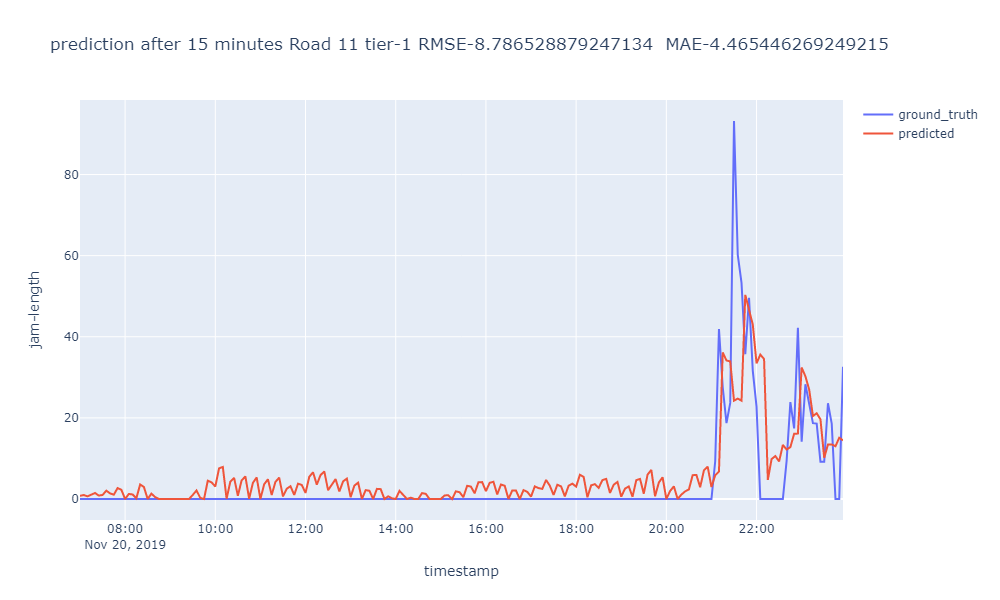 prediction after 15 minutes Road 11 tier-1 RMSE-8.786528879247134  MAE-4.465446269249215
ground_truth
predicted
80
60
40
20
0
jam-length
08:00 10:00 12:00 14:00 16:00 18:00 20:00 22:00
Nov 20, 2019
timestamp